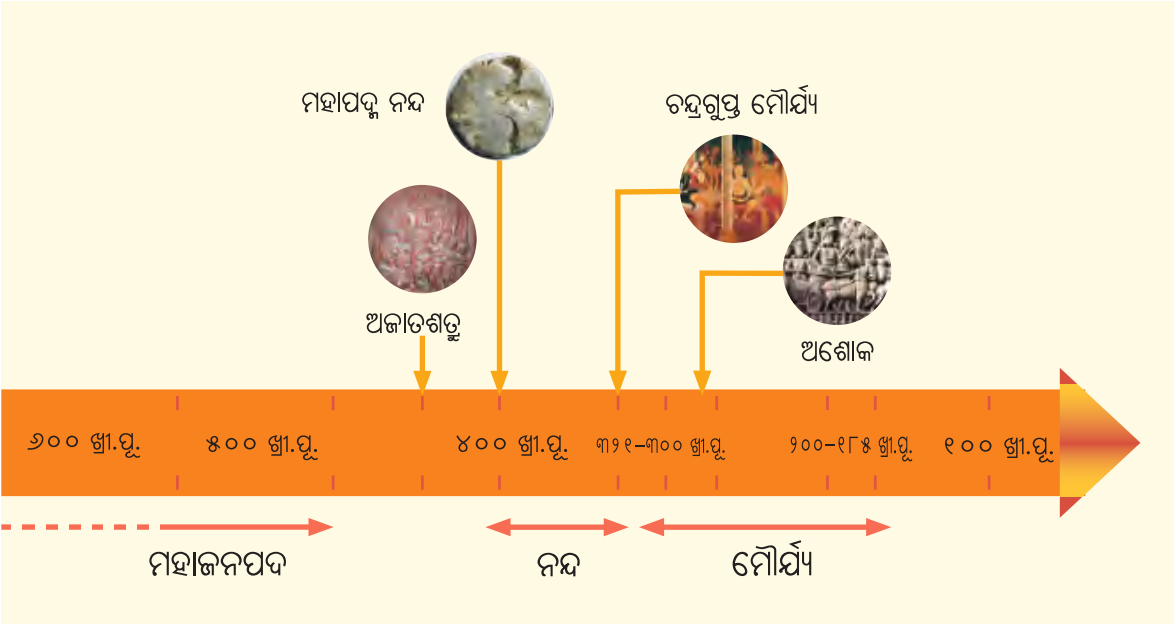 ମହାପଦ୍ମ ନନ୍ଦ
ଚନ୍ଦ୍ରଗୁପ୍ତ ମୌର୍ଯ୍ୟ
ଅଜାତଶତ୍ରୁ
ଅଶୋକ
୬୦୦ ଖ୍ରୀ.ପୂ. ୫୦୦ ଖ୍ରୀ.ପୂ. ୪୦୦ ଖ୍ରୀ.ପୂ. ୩୨୧-୩୦୦ ଖ୍ରୀ.ପୂ. ୨୦୦-୧୮୫ ଖ୍ରୀ.ପୂ. ୧୦୦ ଖ୍ରୀ.ପୂ.
ମହାଜନପଦ ନନ୍ଦ ମୌର୍ଯ୍ୟ